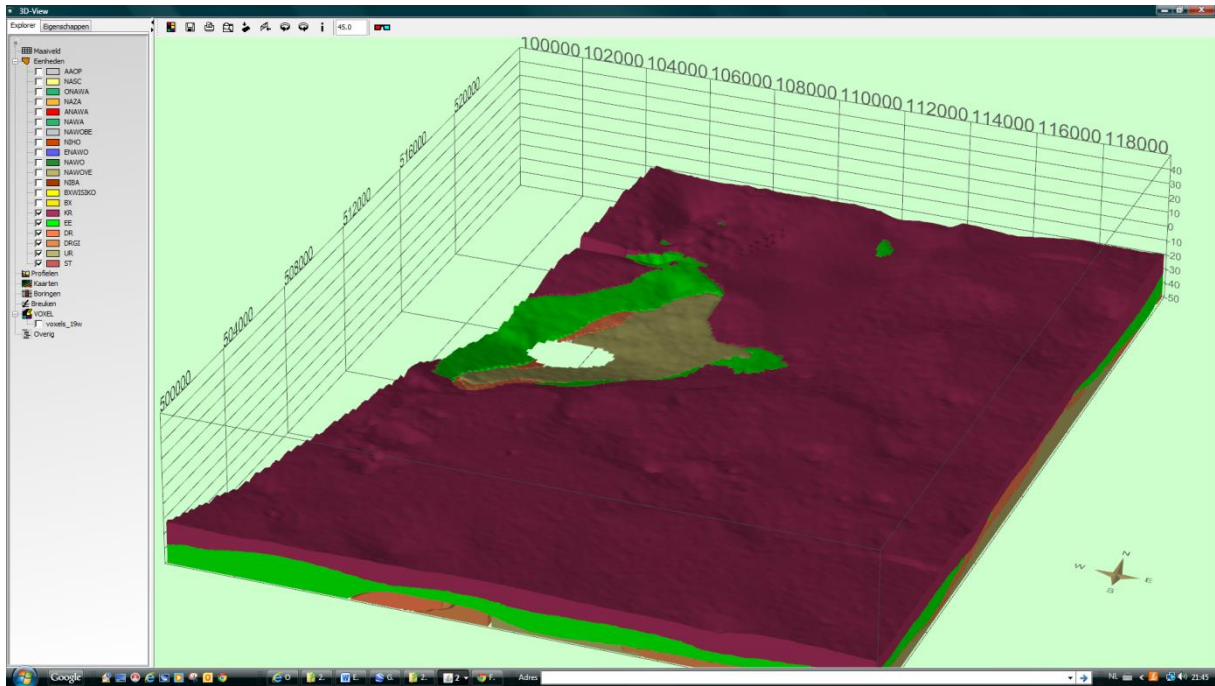 3D-View
Explorer Eigenschappen
45.0
Maaiveld
Eenheden
AAOP
NASC
ONAWA
NAZA
ANAWA
NAWA
NAWOBE
NIHO
ENAWO
NAWO
NAWOVE
NIBA
BXWISIKO
BX
KR
EE
DR
DRGI
UR
ST
Profielen
Kaarten
Boringen
Breuken
VOXEL
voxels_19w
Overig
100000 102000 104000 106000 108000 110000 112000 114000 116000 118000
520000
516000
512000
508000
504000
500000
40
30
20
10
0
-10
-20
-30
-40
-50
N
W
E
S
Google
O
2.
E.
G.
2.
2
F.
Adres
NL
21:45